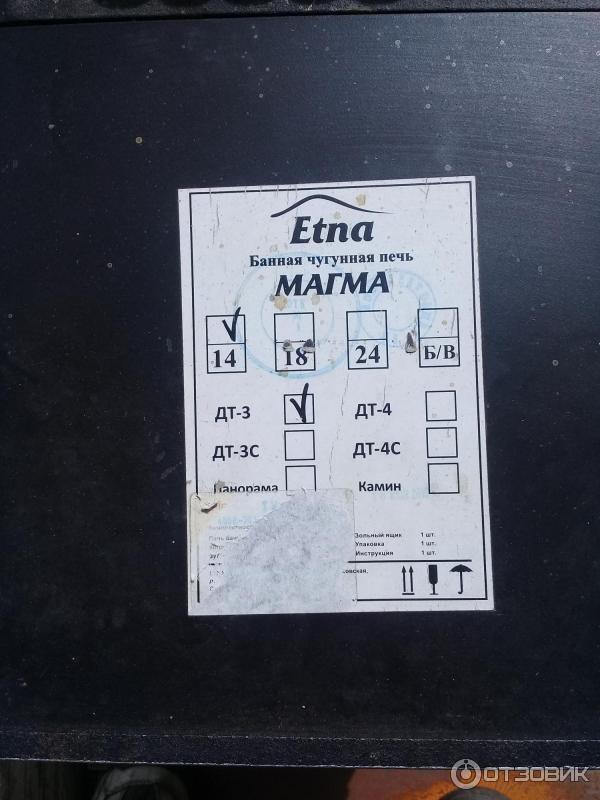 Etna
Банная чугунная печь
МАГМА
14 18 24 Б/В
ДТ-3 ДТ-4
ДТ-3С ДТ-4С
Панорама Камин
Зольный ящик 1 шт.
Упаковка 1 шт.
Инструкция 1 шт.
ОТЗОВИК